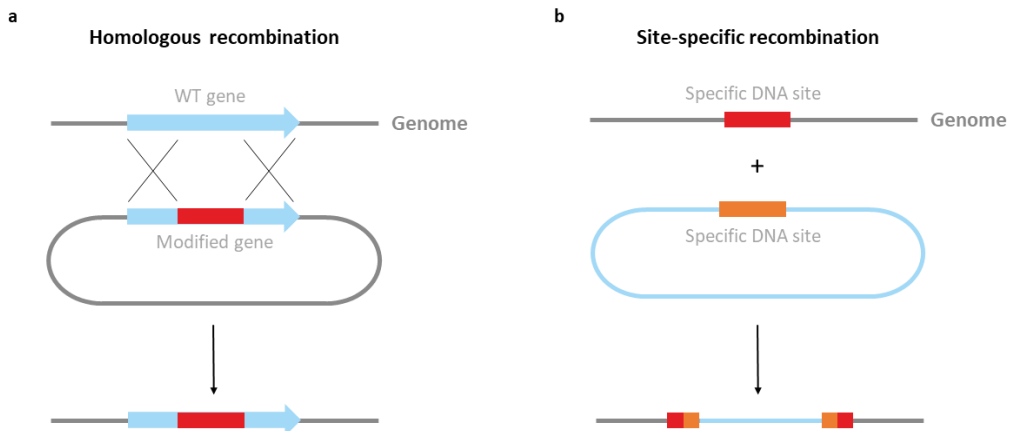 a
Homologous recombination
WT gene
Genome
Modified gene
b
Site-specific recombination
Specific DNA site
Genome
+
Specific DNA site